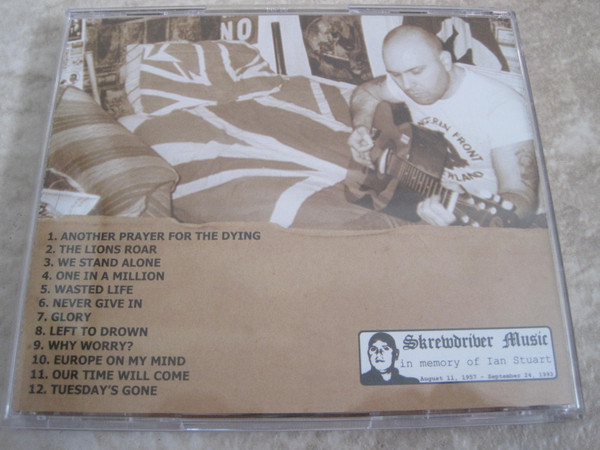 NO
FRONT
1. ANOTHER PRAYER FOR THE DYING
2. THE LIONS ROAR
3. WE STAND ALONE
4. ONE IN A MILLION
5. WASTED LIFE
6. NEVER GIVE IN
7. GLORY
8. LEFT TO DROWN
9. WHY WORRY?
10. EUROPE ON MY MIND
11. OUR TIME WILL COME
12. TUESDAY'S GONE
Skrewdriver Music
in memory of Ian Stuart
August 11, 1957 - September 24, 1993